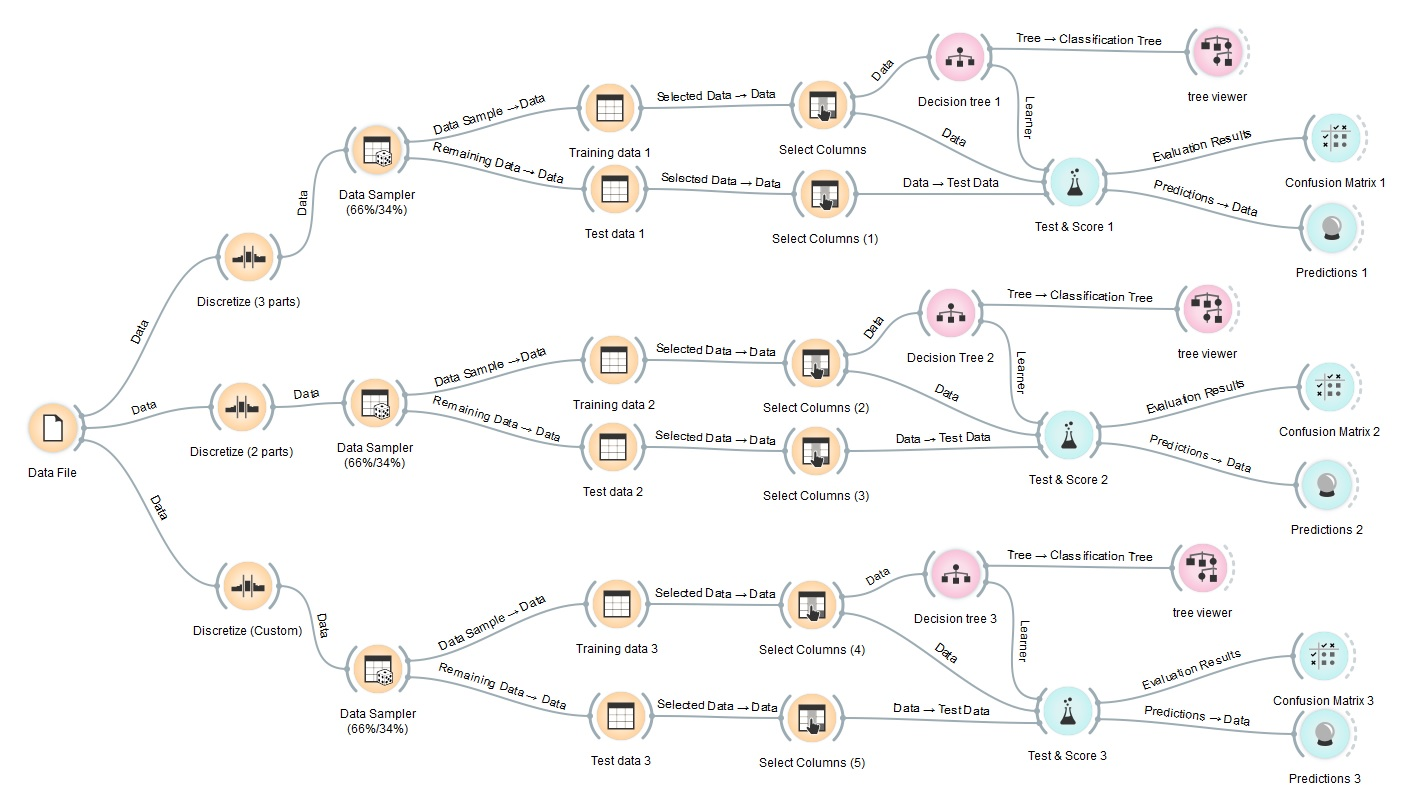 Tree → Classification Tree
Data
Decision tree 1
tree viewer
Data Sample → Data
Selected Data → Data
Learner
Training data 1
Select Columns
Data
Evaluation Results
Confusion Matrix 1
Data Sampler
(66%/34%)
Remaining Data → Data
Selected Data → Data
Data → Test Data
Predictions → Data
Data
Test data 1
Select Columns (1)
Test & Score 1
Predictions 1
Discretize (3 parts)
Data
Tree → Classification Tree
Data
Decision Tree 2
tree viewer
Data Sample → Data
Selected Data → Data
Learner
Training data 2
Select Columns (2)
Data
Evaluation Results
Confusion Matrix 2
Data
Data
Discretize (2 parts)
Data Sampler
(66%/34%)
Remaining Data → Data
Selected Data → Data
Data → Test Data
Predictions → Data
Data File
Test data 2
Select Columns (3)
Test & Score 2
Predictions 2
Data
Tree → Classification Tree
Data
Decision tree 3
tree viewer
Discretize (Custom)
Data
Data Sample → Data
Selected Data → Data
Learner
Training data 3
Select Columns (4)
Data
Evaluation Results
Confusion Matrix 3
Data Sampler
(66%/34%)
Remaining Data → Data
Selected Data → Data
Data → Test Data
Predictions → Data
Test data 3
Select Columns (5)
Test & Score 3
Predictions 3